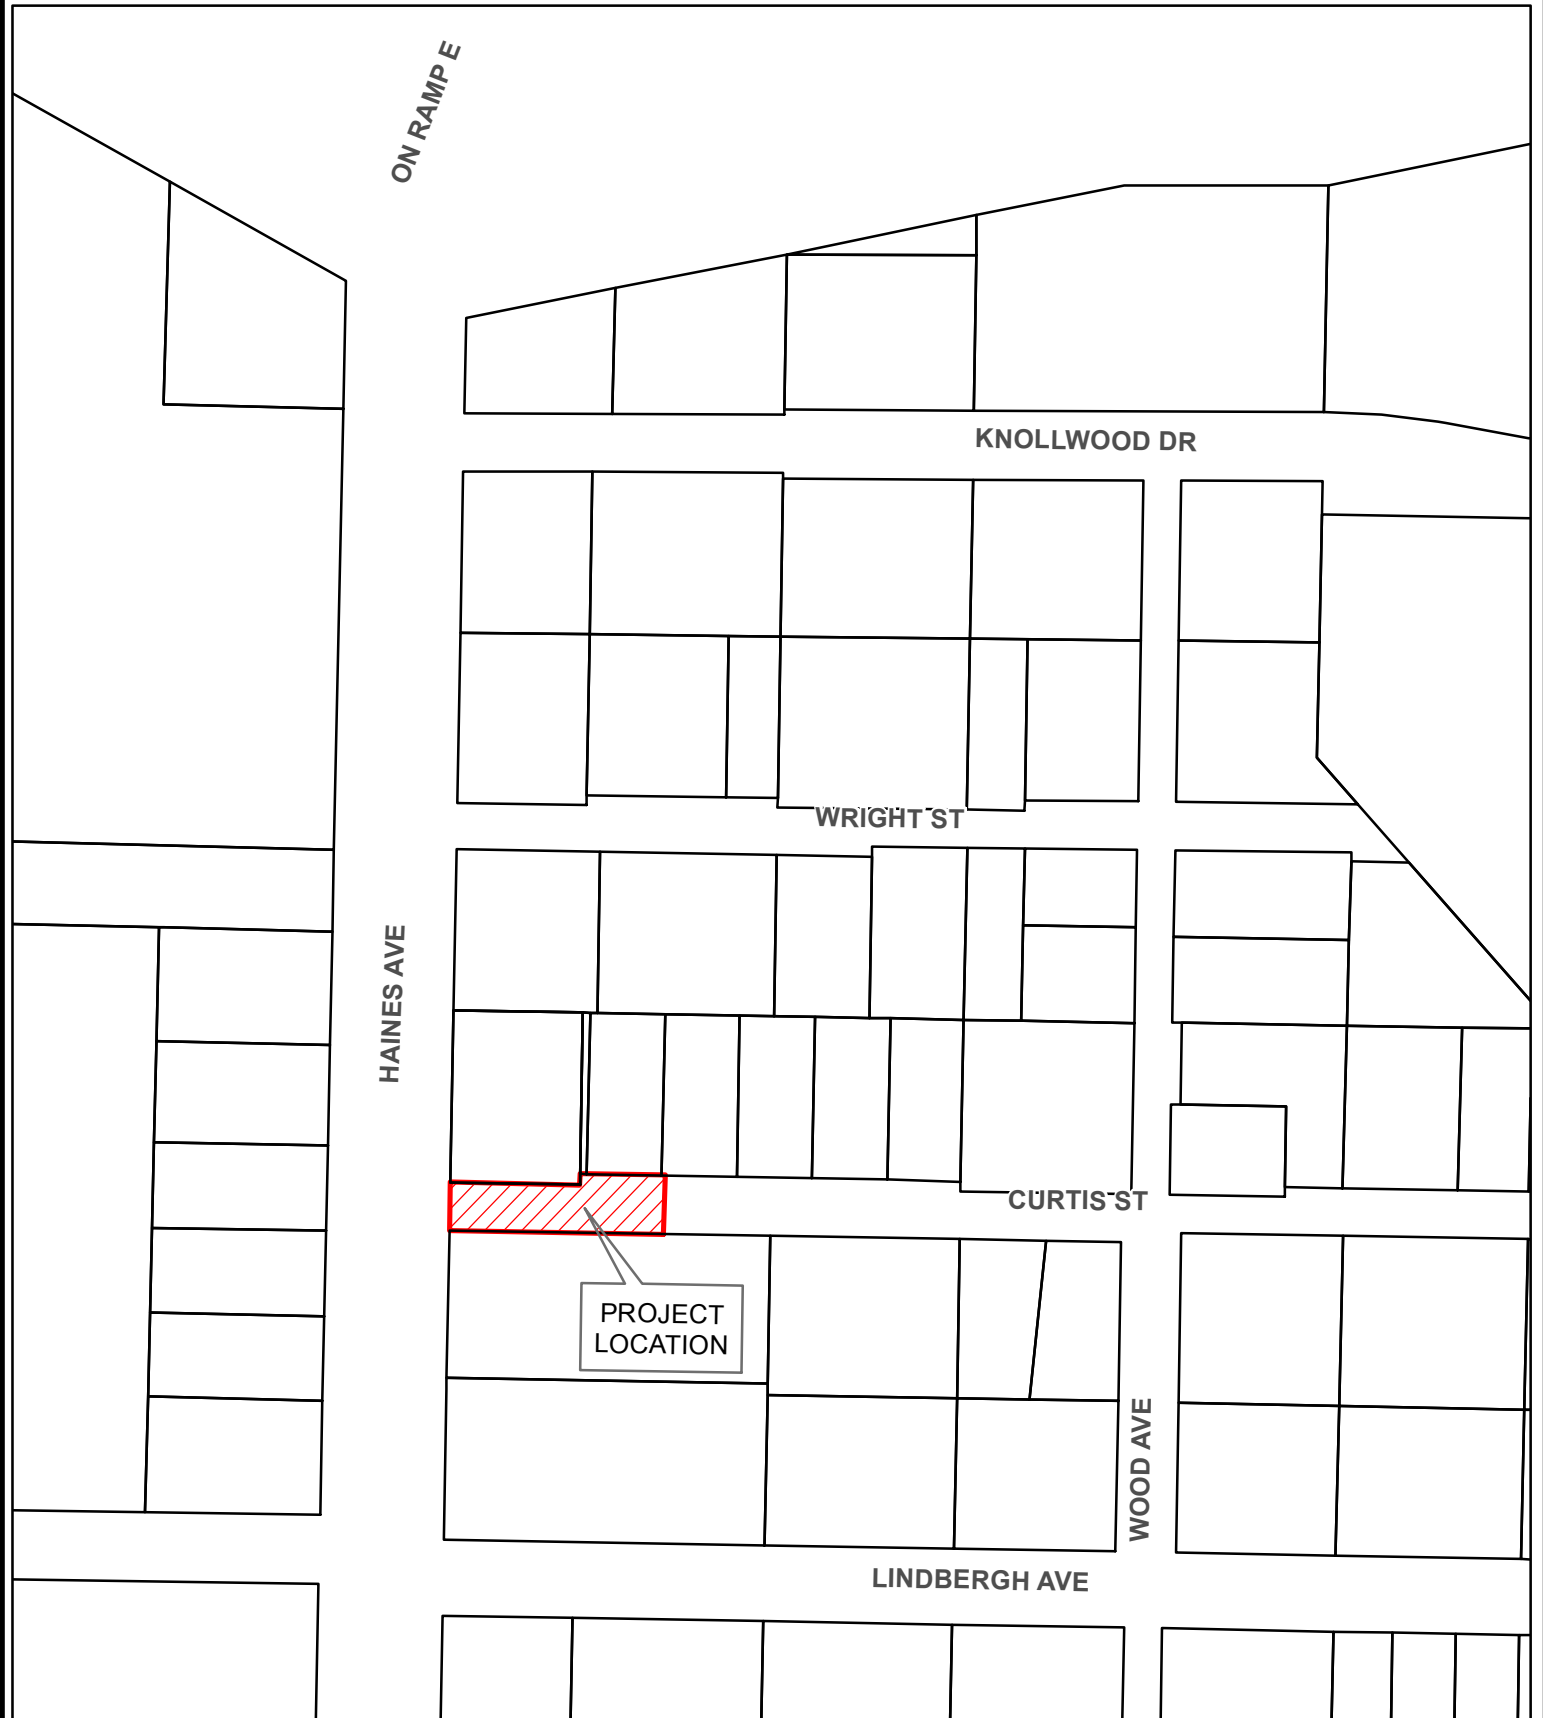 ON RAMP E
KNOLLWOOD DR
WRIGHT ST
HAINES AVE
CURTIS ST
PROJECT
LOCATION
WOOD AVE
LINDBERGH AVE